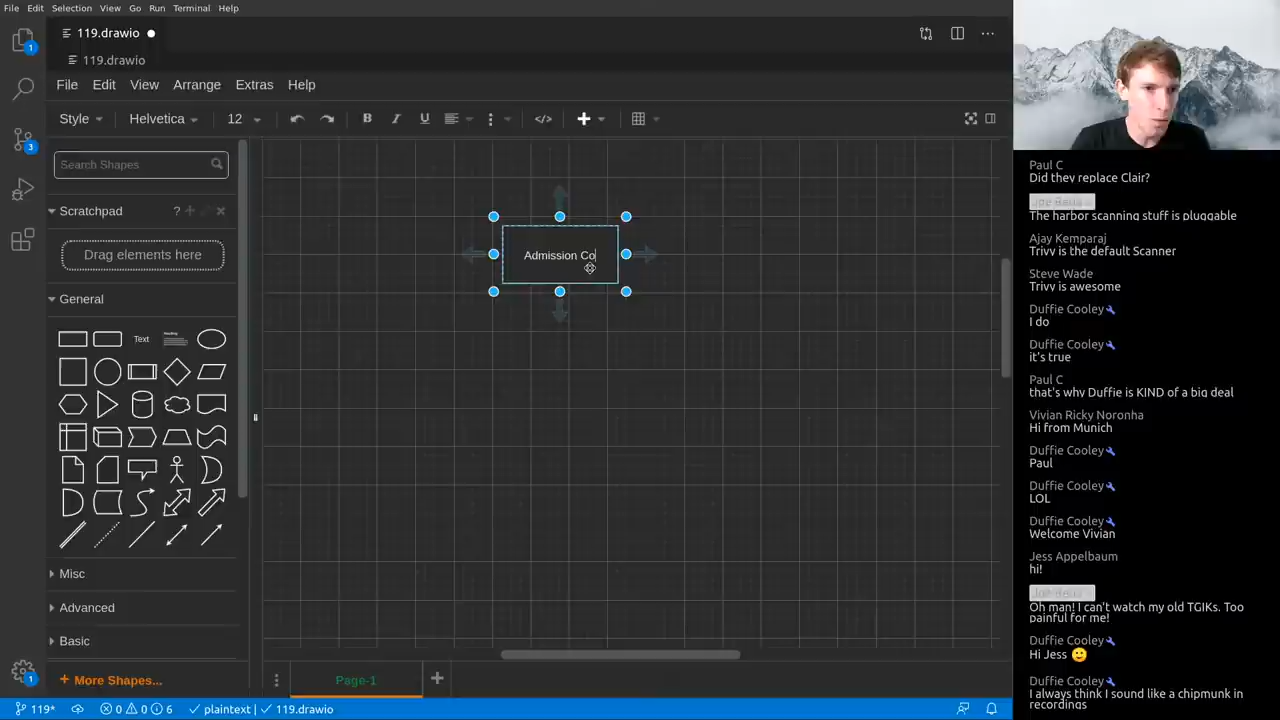 File Edit Selection View Go Run Terminal Help
119.drawio
119.drawio
File Edit View Arrange Extras Help
Style Helvetica 12 B I U
Search Shapes
Scratchpad ?
Drag elements here
General
Text
Misc
Advanced
Basic
+ More Shapes...
Admission Co
Page-1
119* 0 0 6 plaintext | 119.drawio
1
3
1
Paul C
Did they replace Clair?
The harbor scanning stuff is pluggable
Ajay Kemparaj
Trivy is the default Scanner
Steve Wade
Trivy is awesome
Duffie Cooley
I do
Duffie Cooley
it's true
Paul C
that's why Duffie is KIND of a big deal
Vivian Ricky Noronha
Hi from Munich
Duffie Cooley
Paul
Duffie Cooley
LOL
Duffie Cooley
Welcome Vivian
Jess Appelbaum
hi!
Oh man! I can't watch my old TGIKs. Too
painful for me!
Duffie Cooley
Hi Jess 🙂
Duffie Cooley
I always think I sound like a chipmunk in
recordings